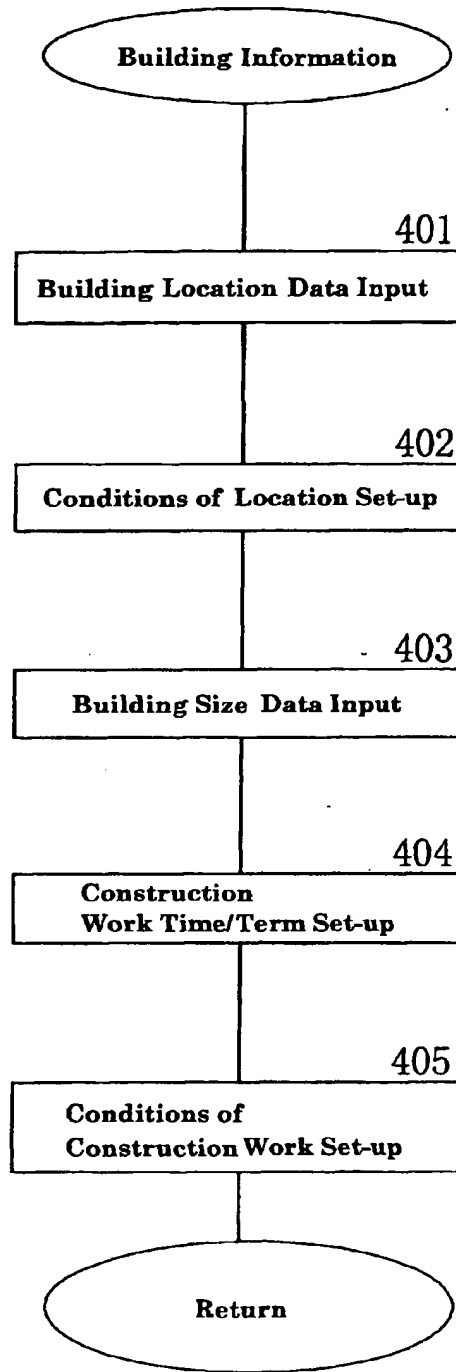 Building Information
401
Building Location Data Input
402
Conditions of Location Set-up
403
Building Size Data Input
404
Construction
Work Time/Term Set-up
405
Conditions of
Construction Work Set-up
Return